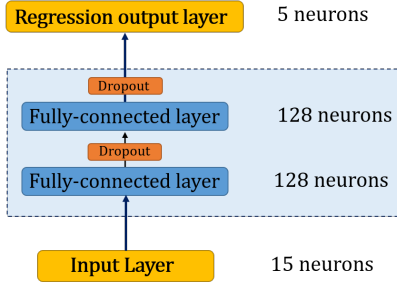 Regression output layer 5 neurons
Dropout
Fully-connected layer 128 neurons
Dropout
Fully-connected layer 128 neurons
Input Layer 15 neurons